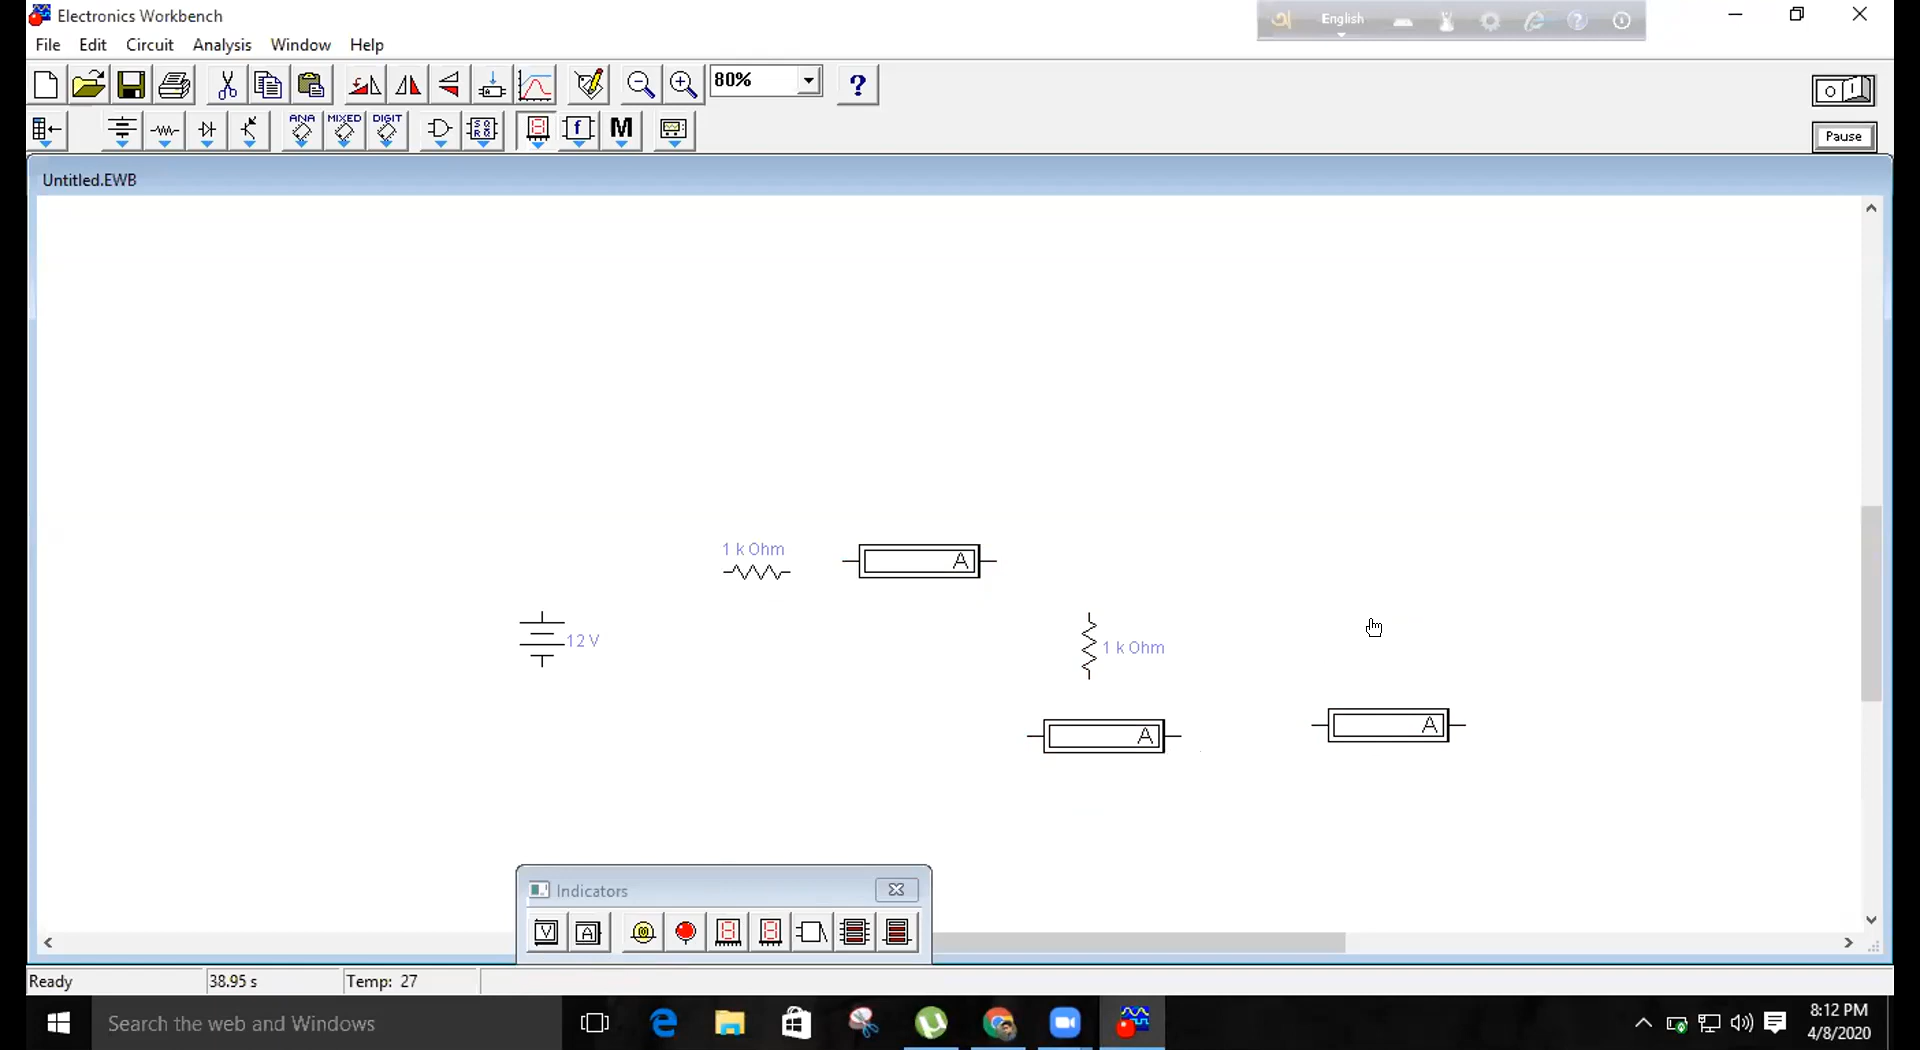 Electronics Workbench
English
File Edit Circuit Analysis Window Help
80%
ANA MIXED DIGIT
M
Pause
Untitled.EWB
1 k Ohm
A
12 V
1 k Ohm
A
A
Indicators
V A
Ready 38.95 s Temp: 27
Search the web and Windows
8:12 PM
4/8/2020